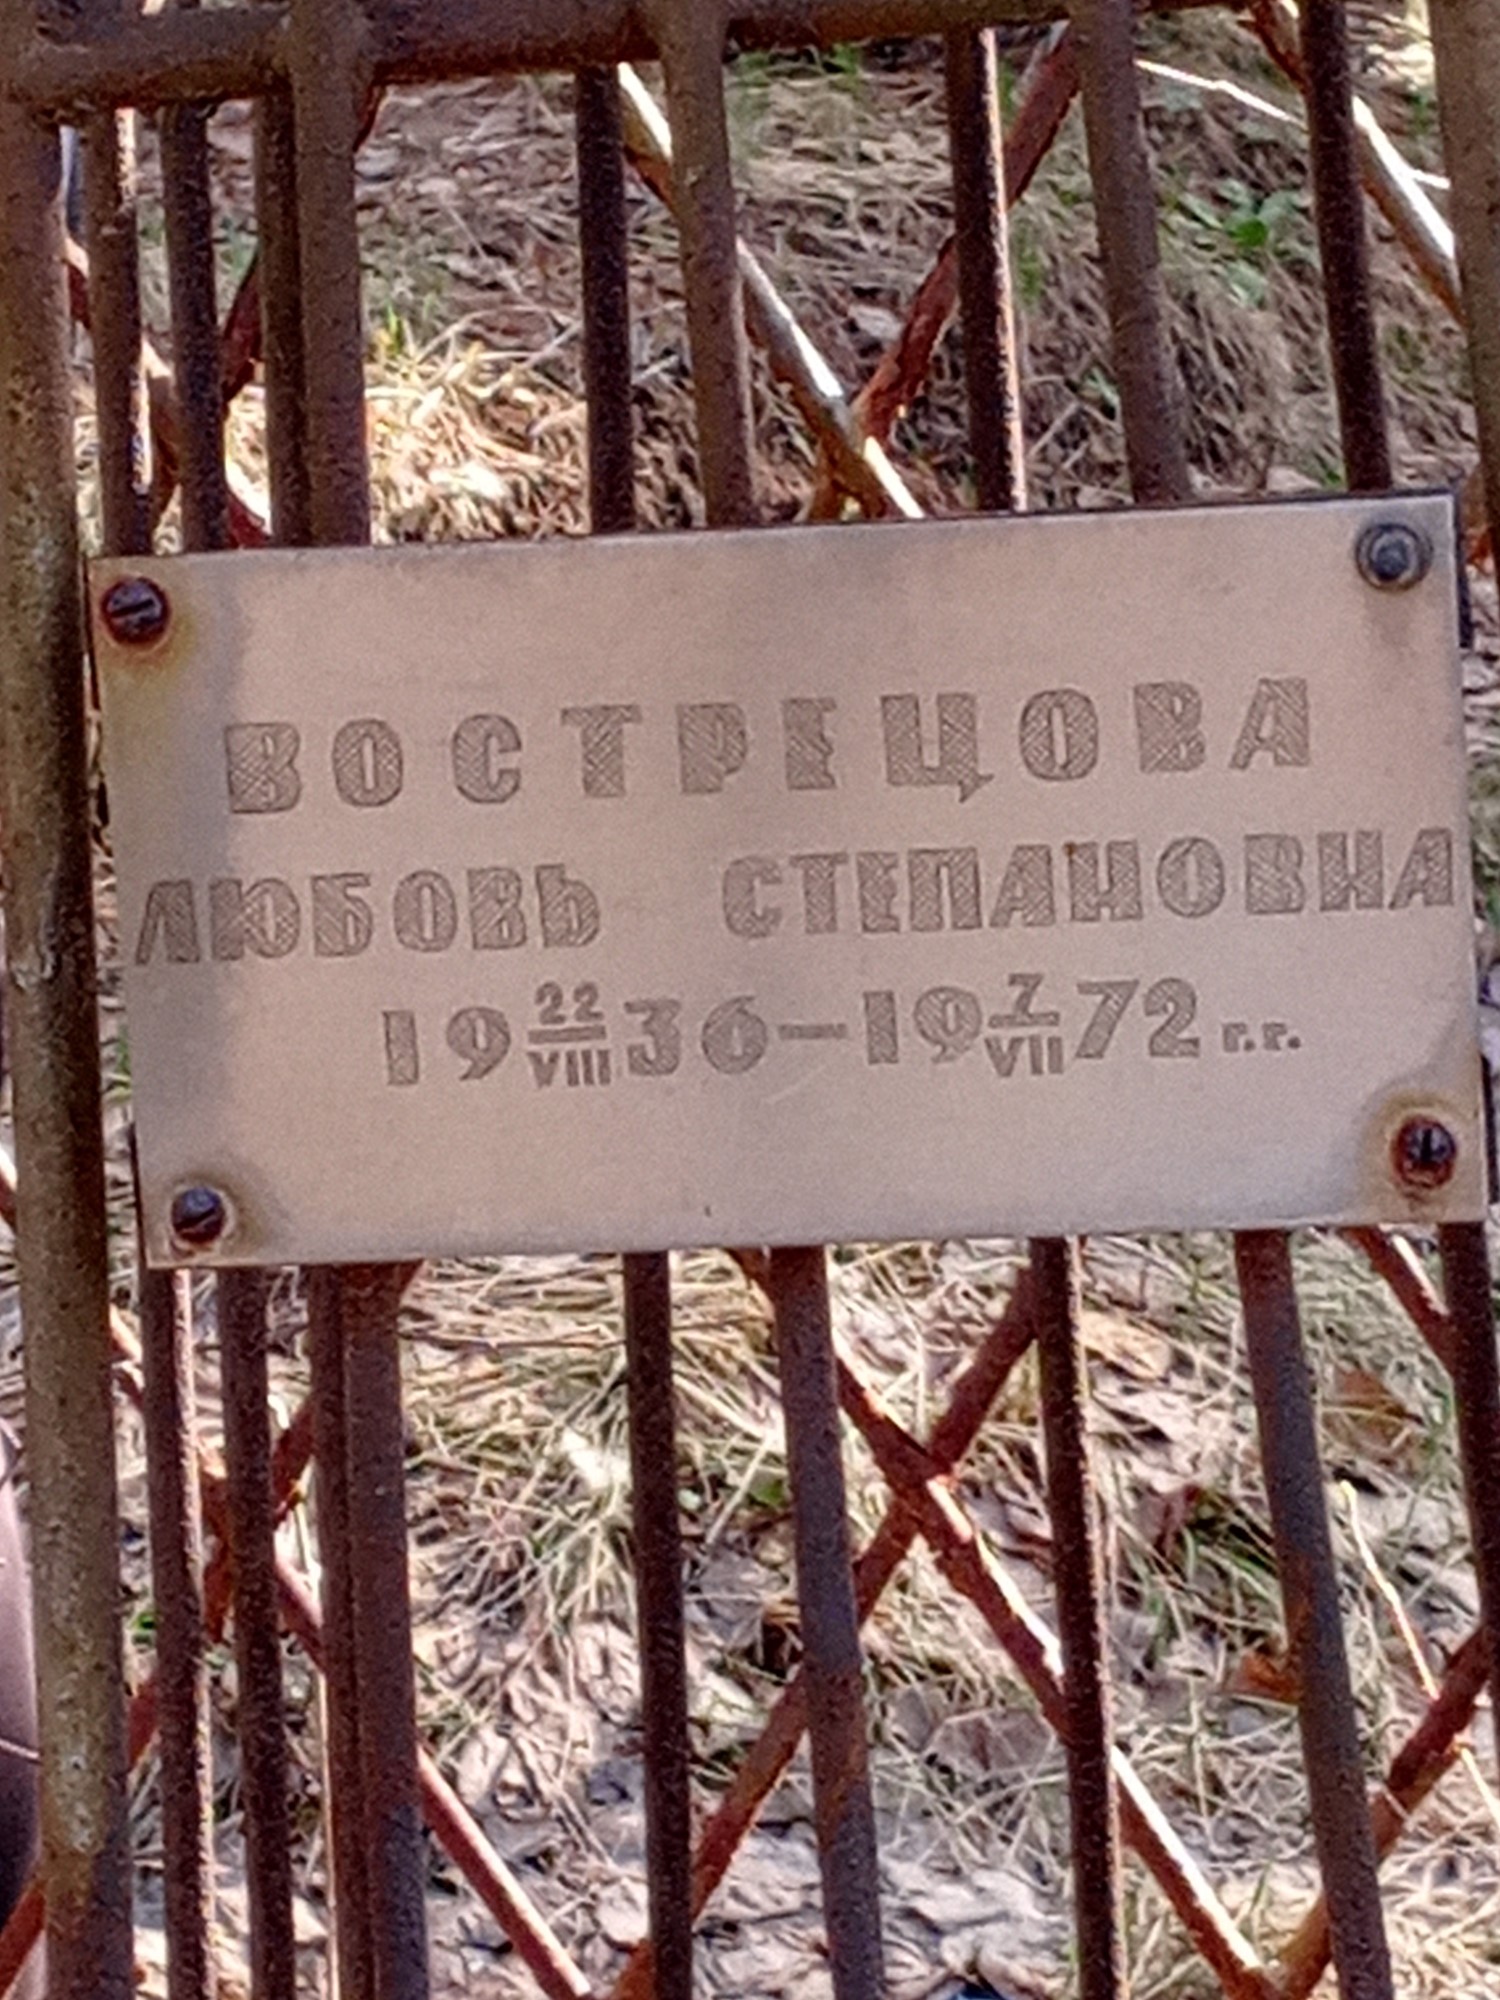 ВОСТРЕЦОВА
ЛЮБОВЬ СТЕПАНОВНА
19 22/VIII 36 – 19 7/VII 72 г.г.